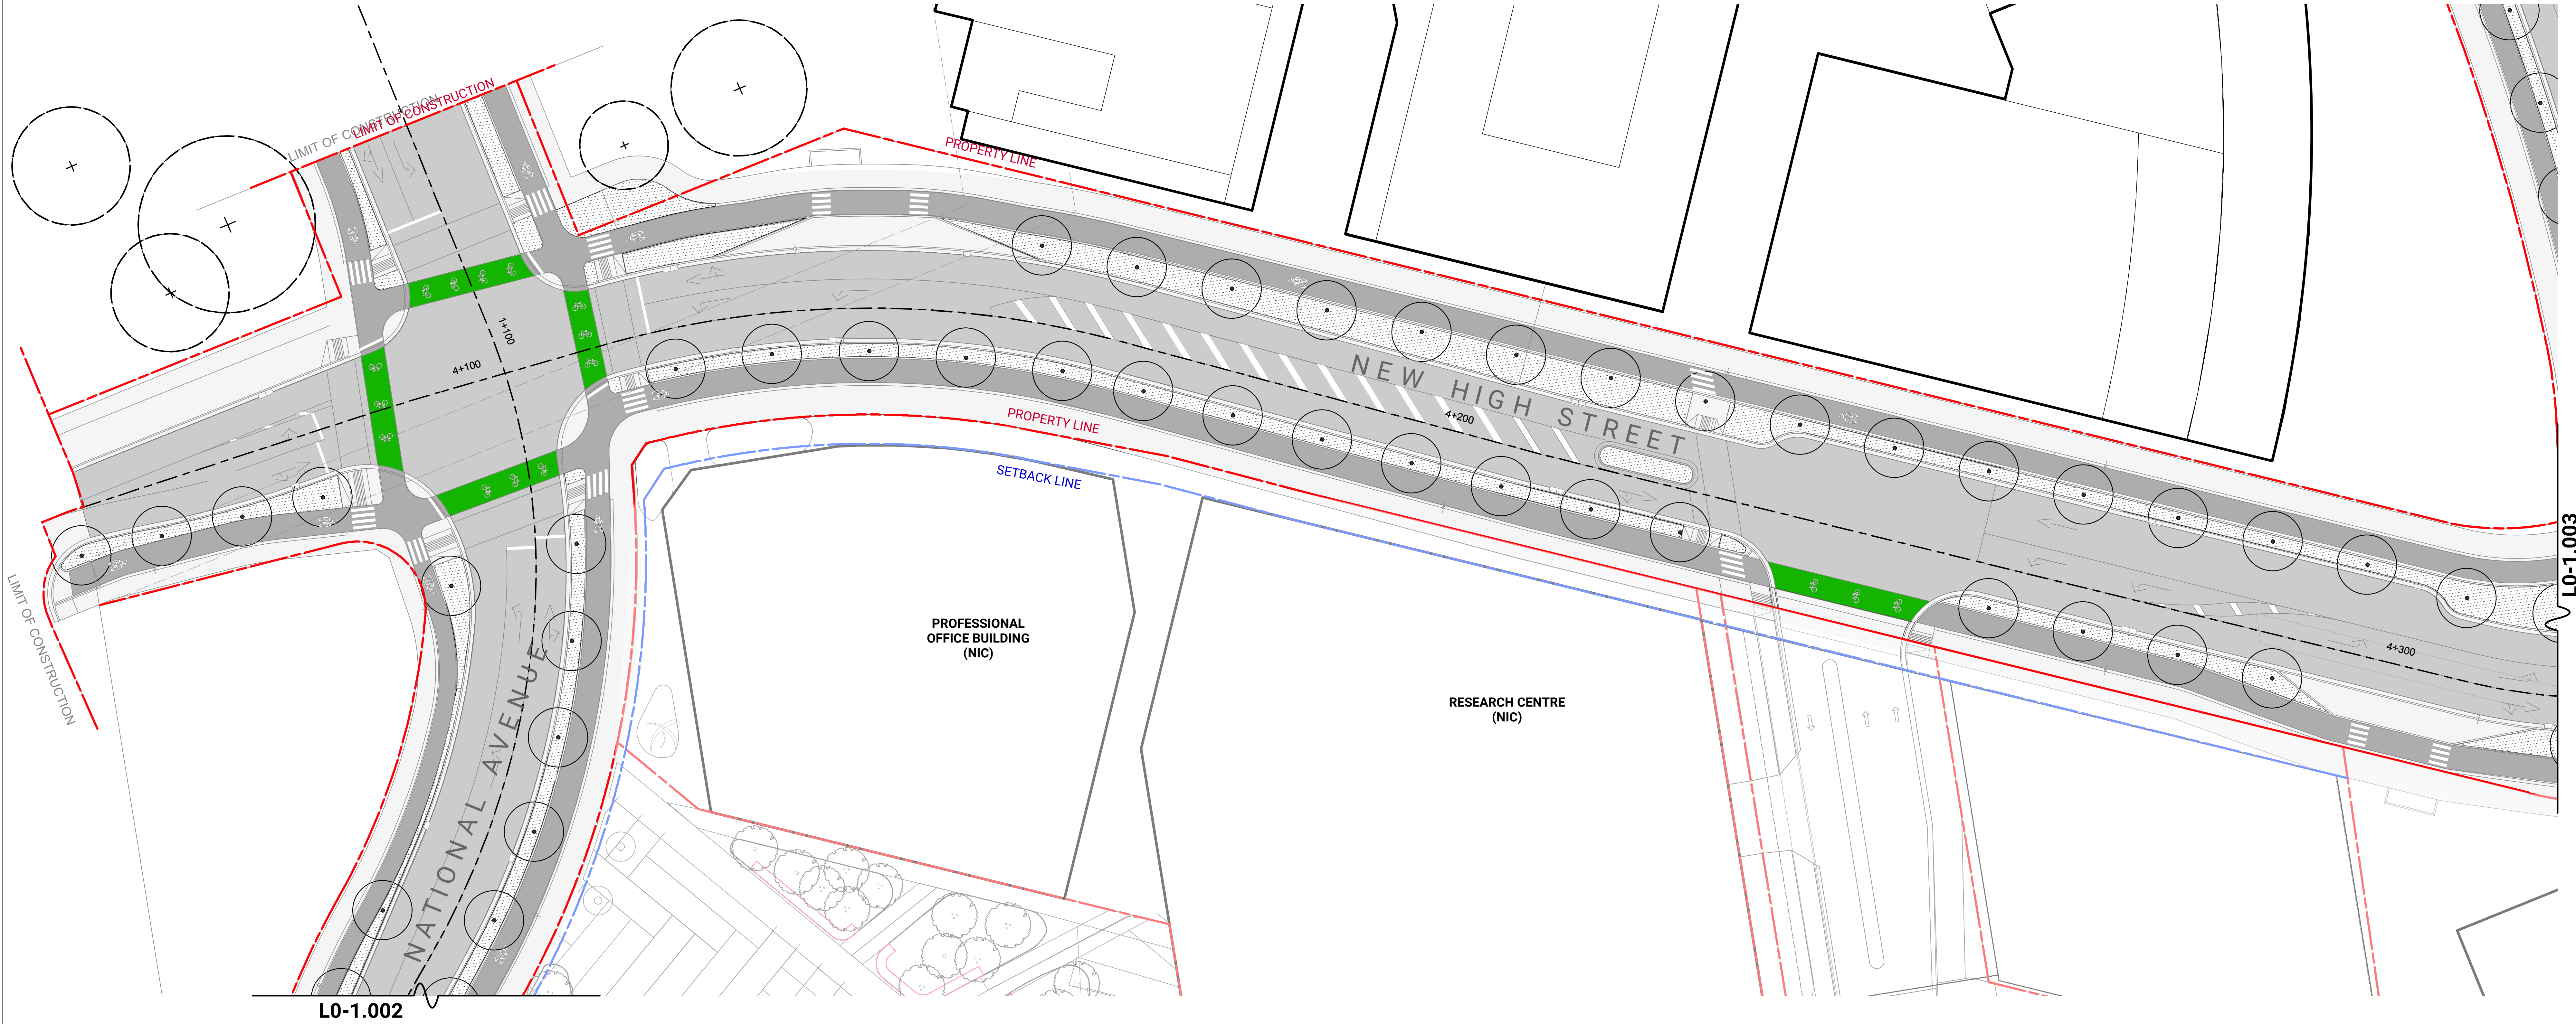 LIMIT OF CONSTRUCTION
LIMIT OF CONSTRUCTION
PROPERTY LINE
1+100
4+100
NEW HIGH STREET
4+200
PROPERTY LINE
SETBACK LINE
L0-1.003
LIMIT OF CONSTRUCTION
PROFESSIONAL
OFFICE BUILDING
(NIC)
4+300
RESEARCH CENTRE
(NIC)
NATIONAL AVENUE
L0-1.002